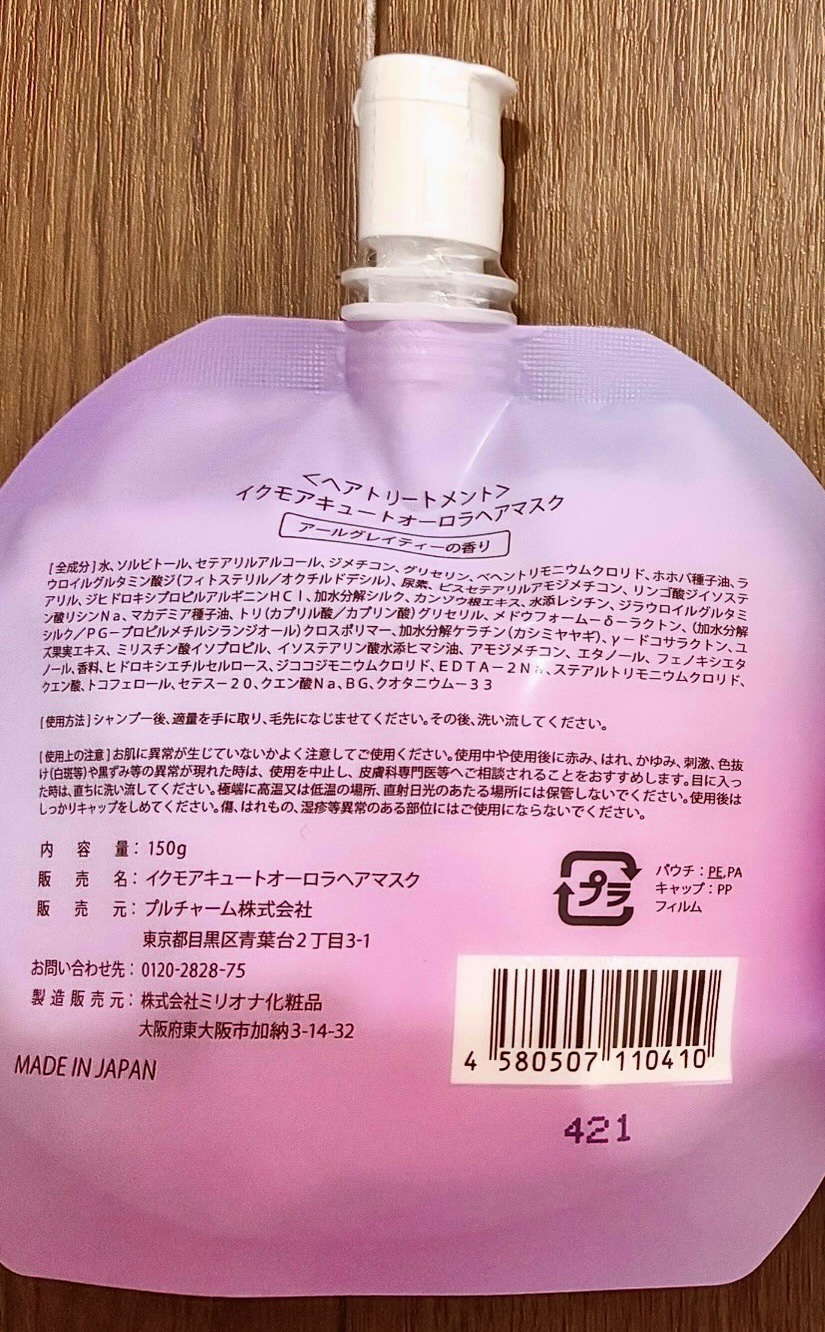 <ヘアトリートメント>
イクモアキュートオーロラヘアマスク
アールグレイティーの香り
[全成分]水、ソルビトール、セテアリルアルコール、ジメチコン、グリセリン、ベヘントリモニウムクロリド、ホホバ種子油、ラ
ウロイルグルタミン酸ジ(フィトステリル/オクチルドデシル)、尿素、ビスセテアリルアモジメチコン、リンゴ酸ジイソステ
アリル、ジヒドロキシプロピルアルギニンHCl、加水分解シルク、カンゾウ根エキス、水添レシチン、ジラウロイルグルタミ
ン酸リシンNa、マカデミア種子油、トリ(カプリル酸/カプリン酸)グリセリル、メドウフォーム-δ-ラクトン、(加水分解
シルク/PG-プロピルメチルシランジオール)クロスポリマー、加水分解ケラチン(カシミヤヤギ)、γ-ドコサラクトン、ユ
ズ果実エキス、ミリスチン酸イソプロピル、イソステアリン酸水添ヒマシ油、アモジメチコン、エタノール、フェノキシエタ
ノール、香料、ヒドロキシエチルセルロース、ジココジモニウムクロリド、EDTA-2Na、ステアルトリモニウムクロリド、
クエン酸、トコフェロール、セテス-20、クエン酸Na、BG、クオタニウム-33
[使用方法]シャンプー後、適量を手に取り、毛先になじませてください。その後、洗い流してください。
[使用上の注意]お肌に異常が生じていないかよく注意してご使用ください。使用中や使用後に赤み、はれ、かゆみ、刺激、色抜
け(白斑等)や黒ずみ等の異常が現れた時は、使用を中止し、皮膚科専門医等へご相談されることをおすすめします。目に入っ
た時は、直ちに洗い流してください。極端に高温又は低温の場所、直射日光のあたる場所には保管しないでください。使用後は
しっかりキャップをしめてください。傷、はれもの、湿疹等異常のある部位にはご使用にならないでください。
内容量:150g
販売名:イクモアキュートオーロラヘアマスク
販売元:プルチャーム株式会社
東京都目黒区青葉台2丁目3-1
お問い合わせ先:0120-2828-75
製造販売元:株式会社ミリオナ化粧品
大阪府東大阪市加納3-14-32
MADE IN JAPAN
プラ
パウチ:PE,PA
キャップ:PP
フィルム
4 580507 110410
421